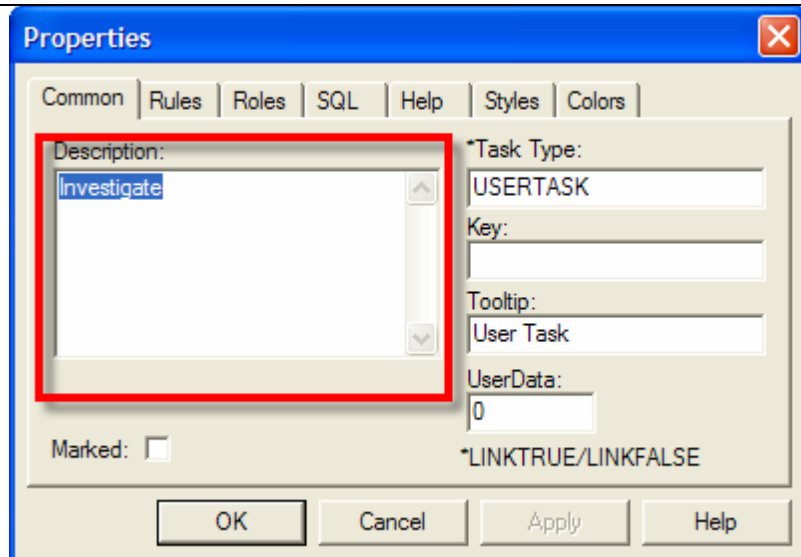 Properties
Common Rules Roles SQL Help Styles Colors
Description:
Investigate
*Task Type:
USERTASK
Key:
Tooltip:
User Task
UserData:
0
Marked:
*LINKTRUE/LINKFALSE
OK Cancel Apply Help